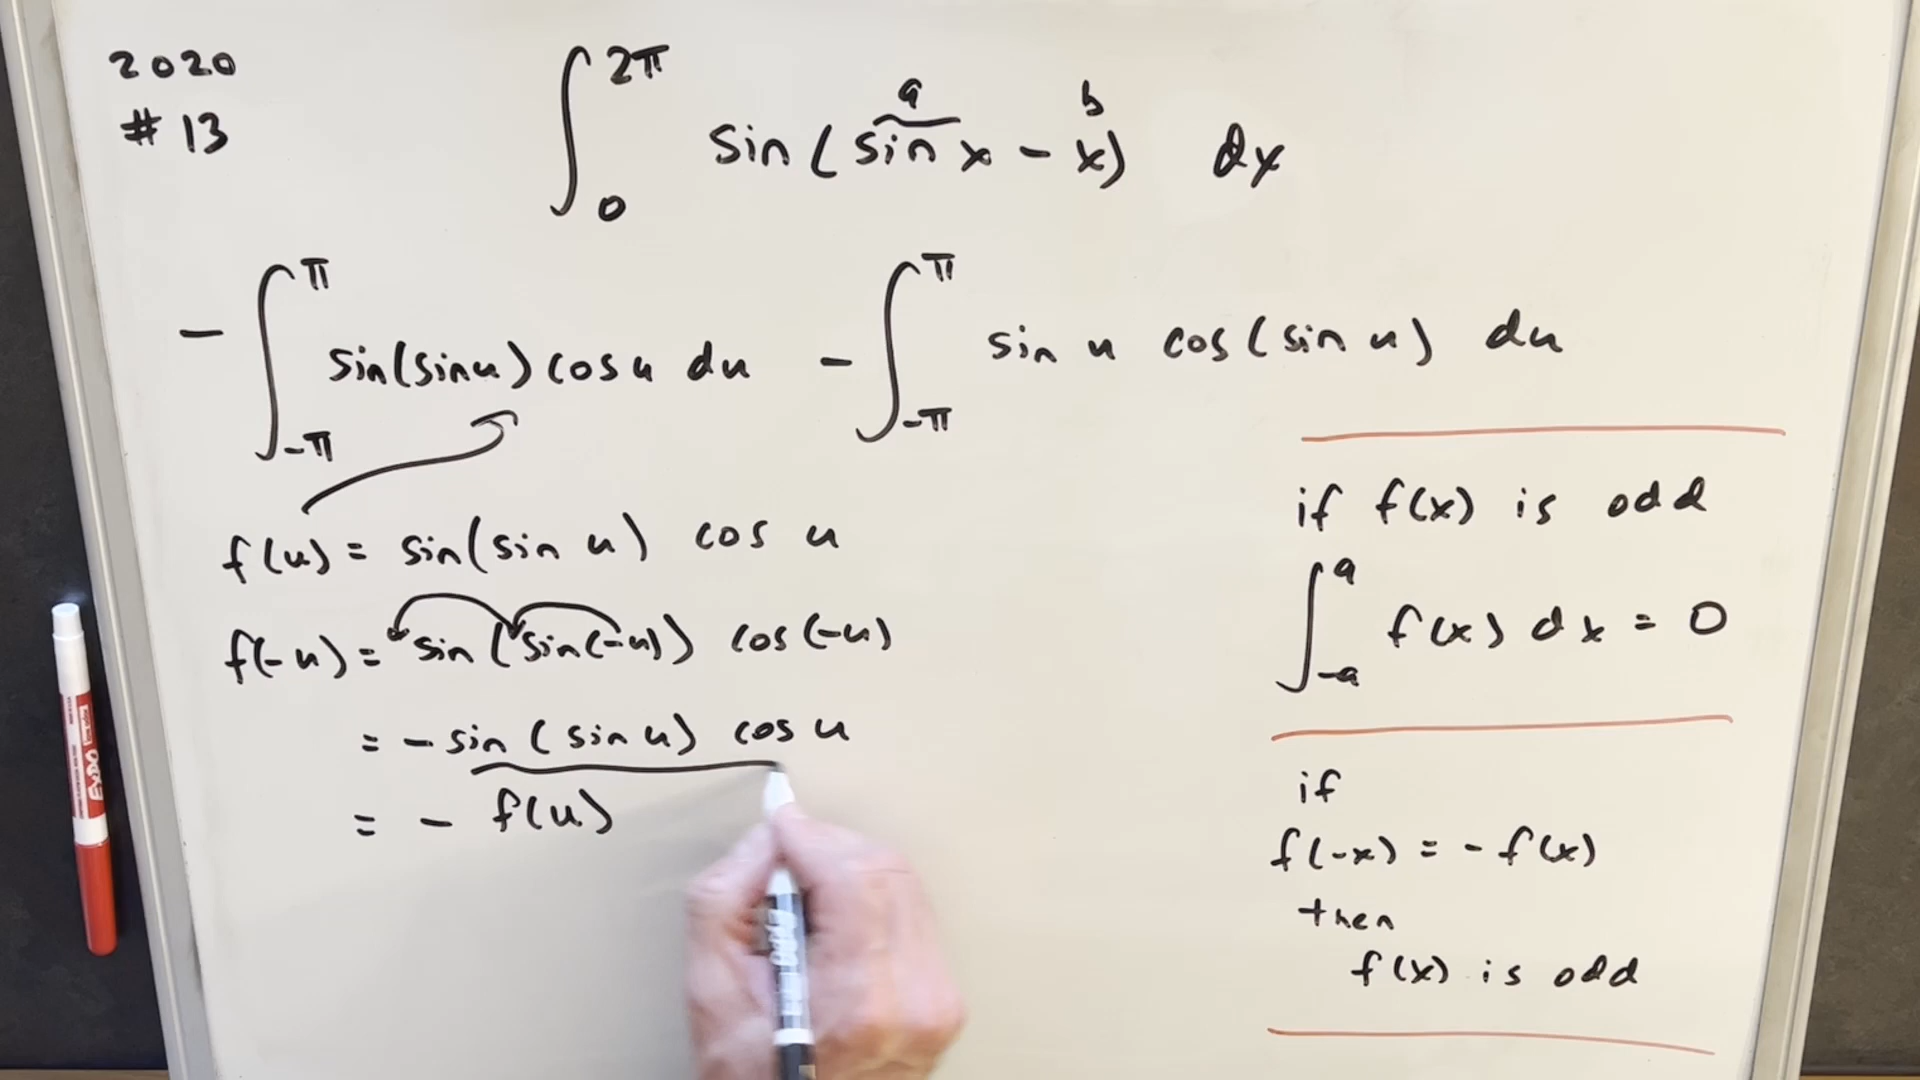 2020
# 13
∫₀^{2π} sin(sin x - x) dx
a
b
- ∫_{-π}^{π} sin(sin u) cos u du - ∫_{-π}^{π} sin u cos(sin u) du
f(u) = sin(sin u) cos u
f(-u) = sin(sin(-u)) cos(-u)
= - sin(sin u) cos u
= - f(u)
if f(x) is odd
∫_{-a}^{a} f(x) dx = 0
if
f(-x) = - f(x)
then
f(x) is odd
EXPO